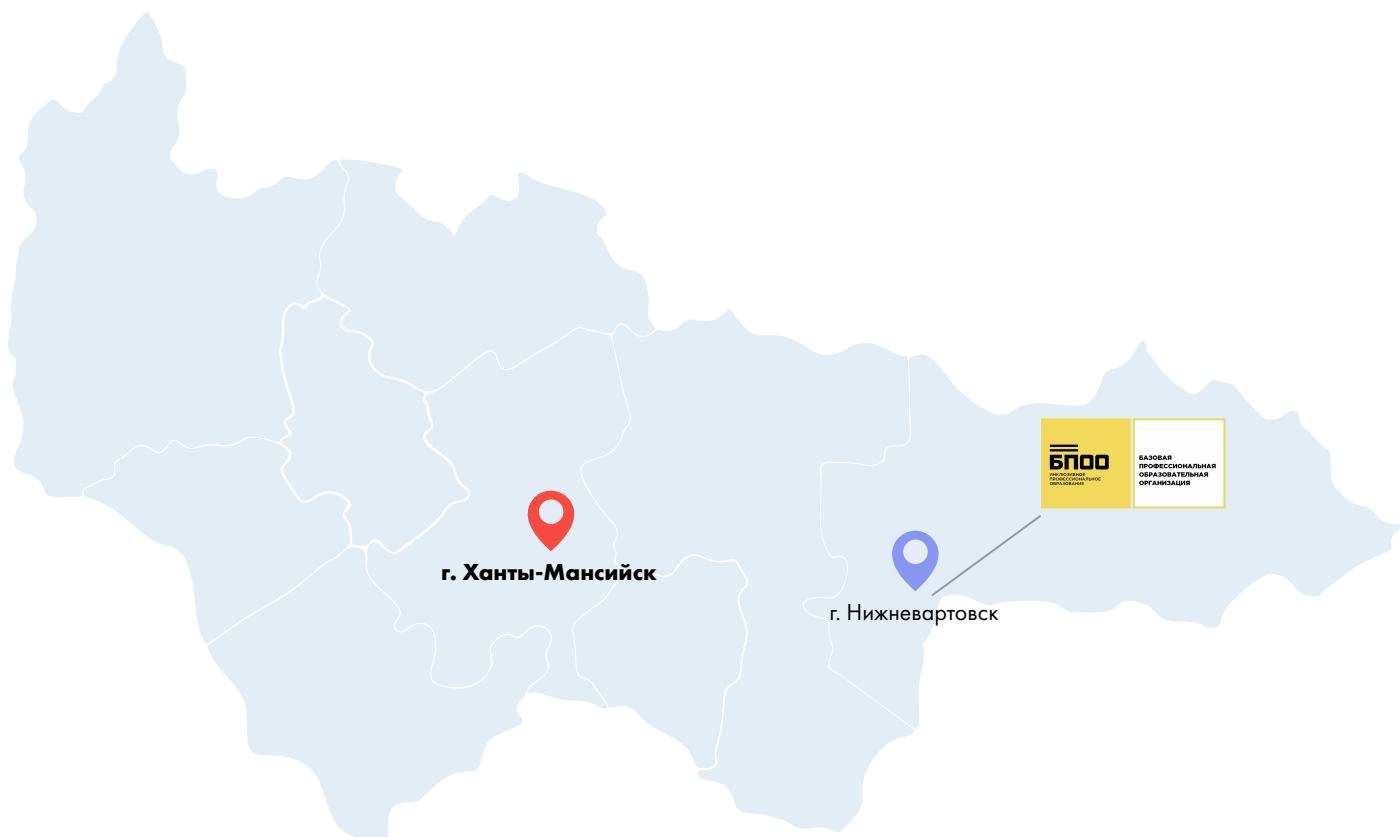 БПОО
ИНКЛЮЗИВНОЕ
ПРОФЕССИОНАЛЬНОЕ
ОБРАЗОВАНИЕ
БАЗОВАЯ
ПРОФЕССИОНАЛЬНАЯ
ОБРАЗОВАТЕЛЬНАЯ
ОРГАНИЗАЦИЯ
г. Ханты-Мансийск
г. Нижневартовск